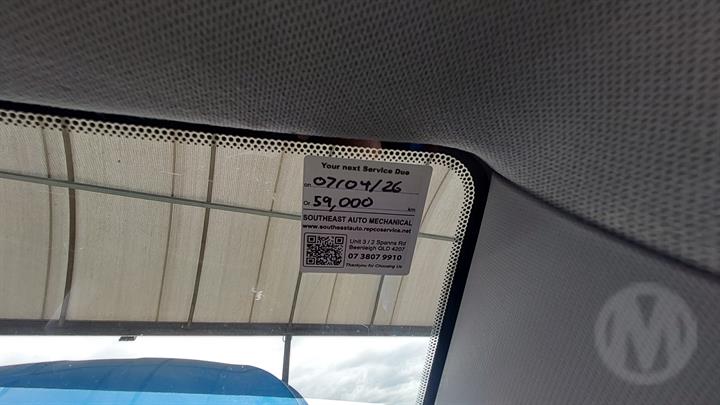 Your next Service Due
on 07/04/26
Or 59,000 km
SOUTHEAST AUTO MECHANICAL
www.southeastauto.repcoservice.net
Unit 3 / 2 Spanns Rd
Beenleigh QLD 4207
07 3807 9910
Thankyou for Choosing Us
M